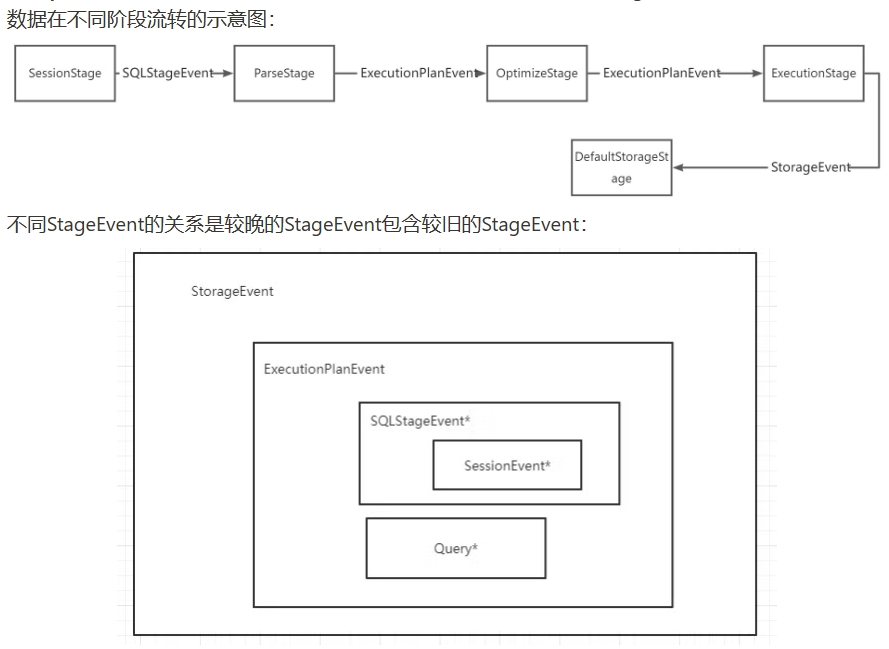 数据在不同阶段流转的示意图：
SessionStage
SQLStageEvent
ParseStage
ExecutionPlanEvent
OptimizeStage
ExecutionPlanEvent
ExecutionStage
DefaultStorageSt
age
StorageEvent
不同StageEvent的关系是较晚的StageEvent包含较旧的StageEvent：
StorageEvent
ExecutionPlanEvent
SQLStageEvent*
SessionEvent*
Query*